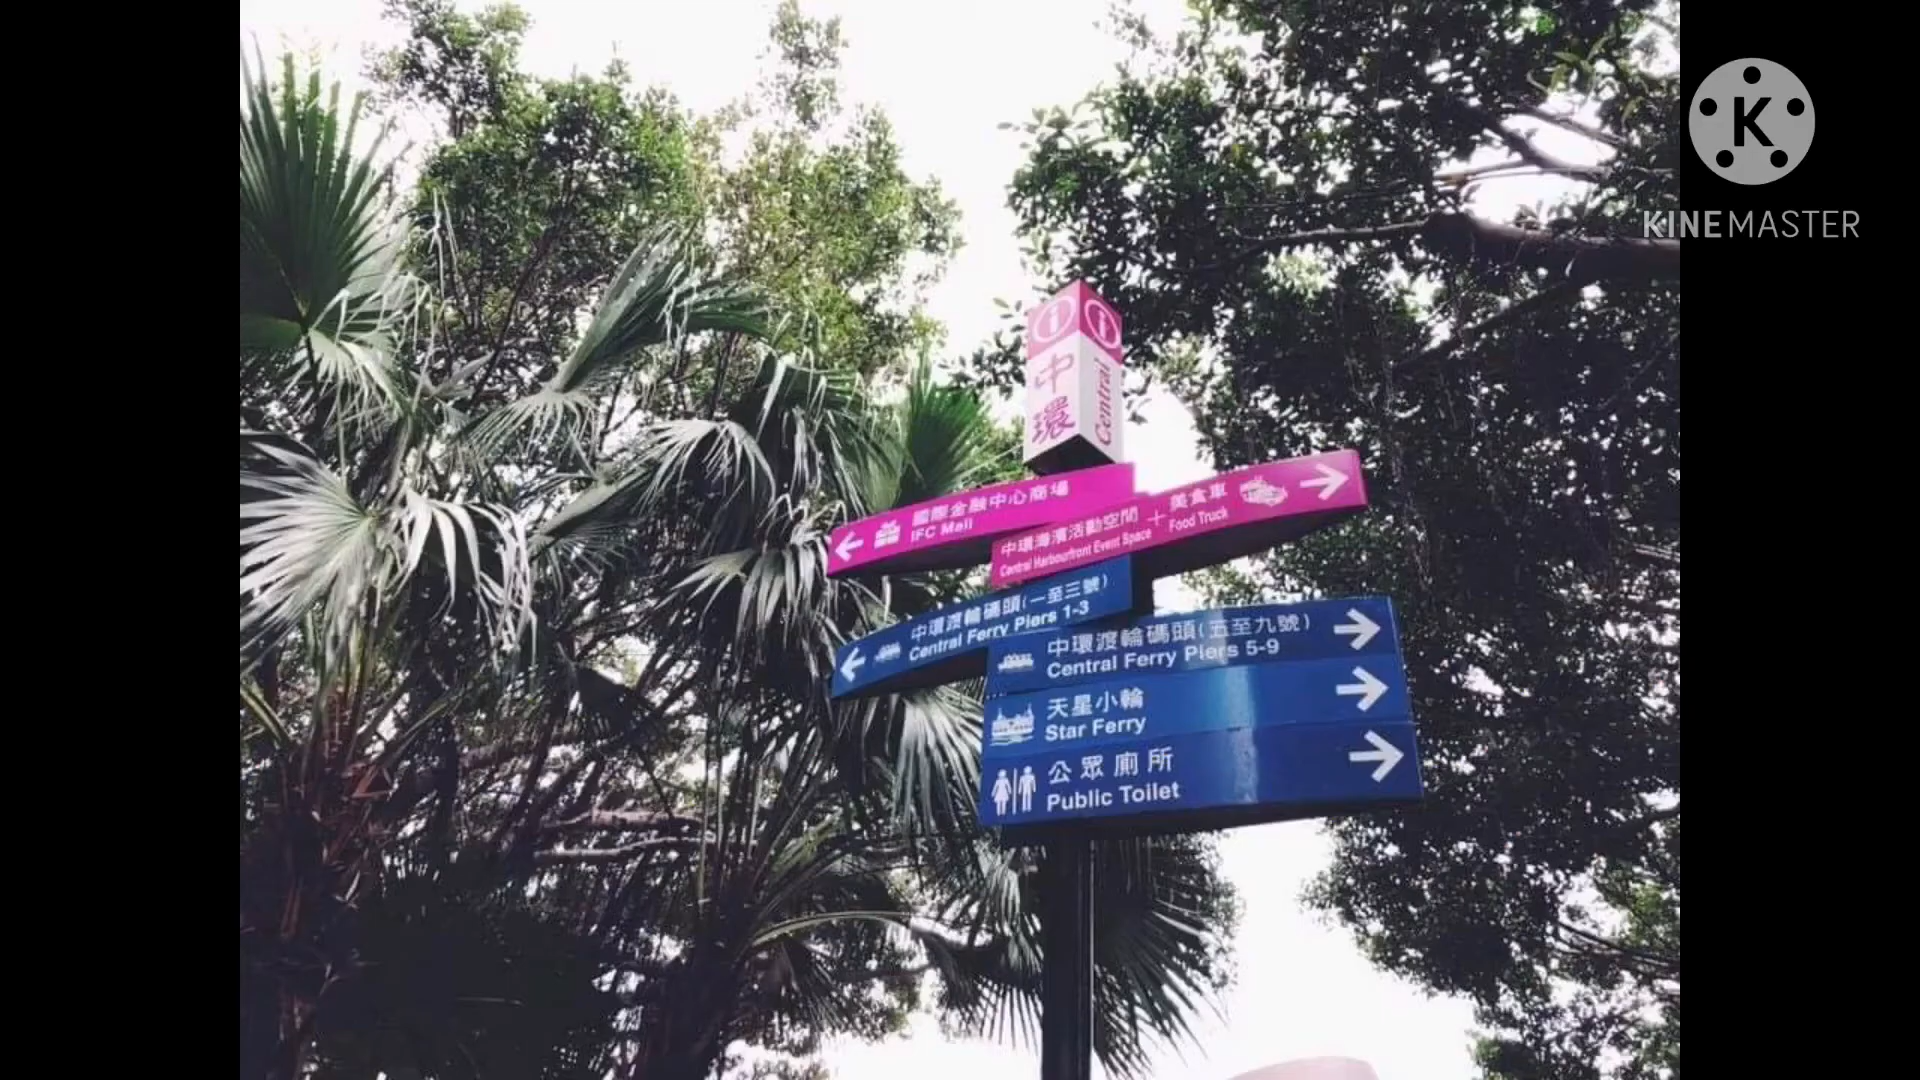 K
KINEMASTER
i i
中環
Central
國際金融中心商場
IFC Mall
中環海濱活動空間 + 美食車
Central Harbourfront Event Space Food Truck
中環渡輪碼頭(一至三號)
Central Ferry Piers 1-3
中環渡輪碼頭(五至九號)
Central Ferry Piers 5-9
天星小輪
Star Ferry
公眾廁所
Public Toilet